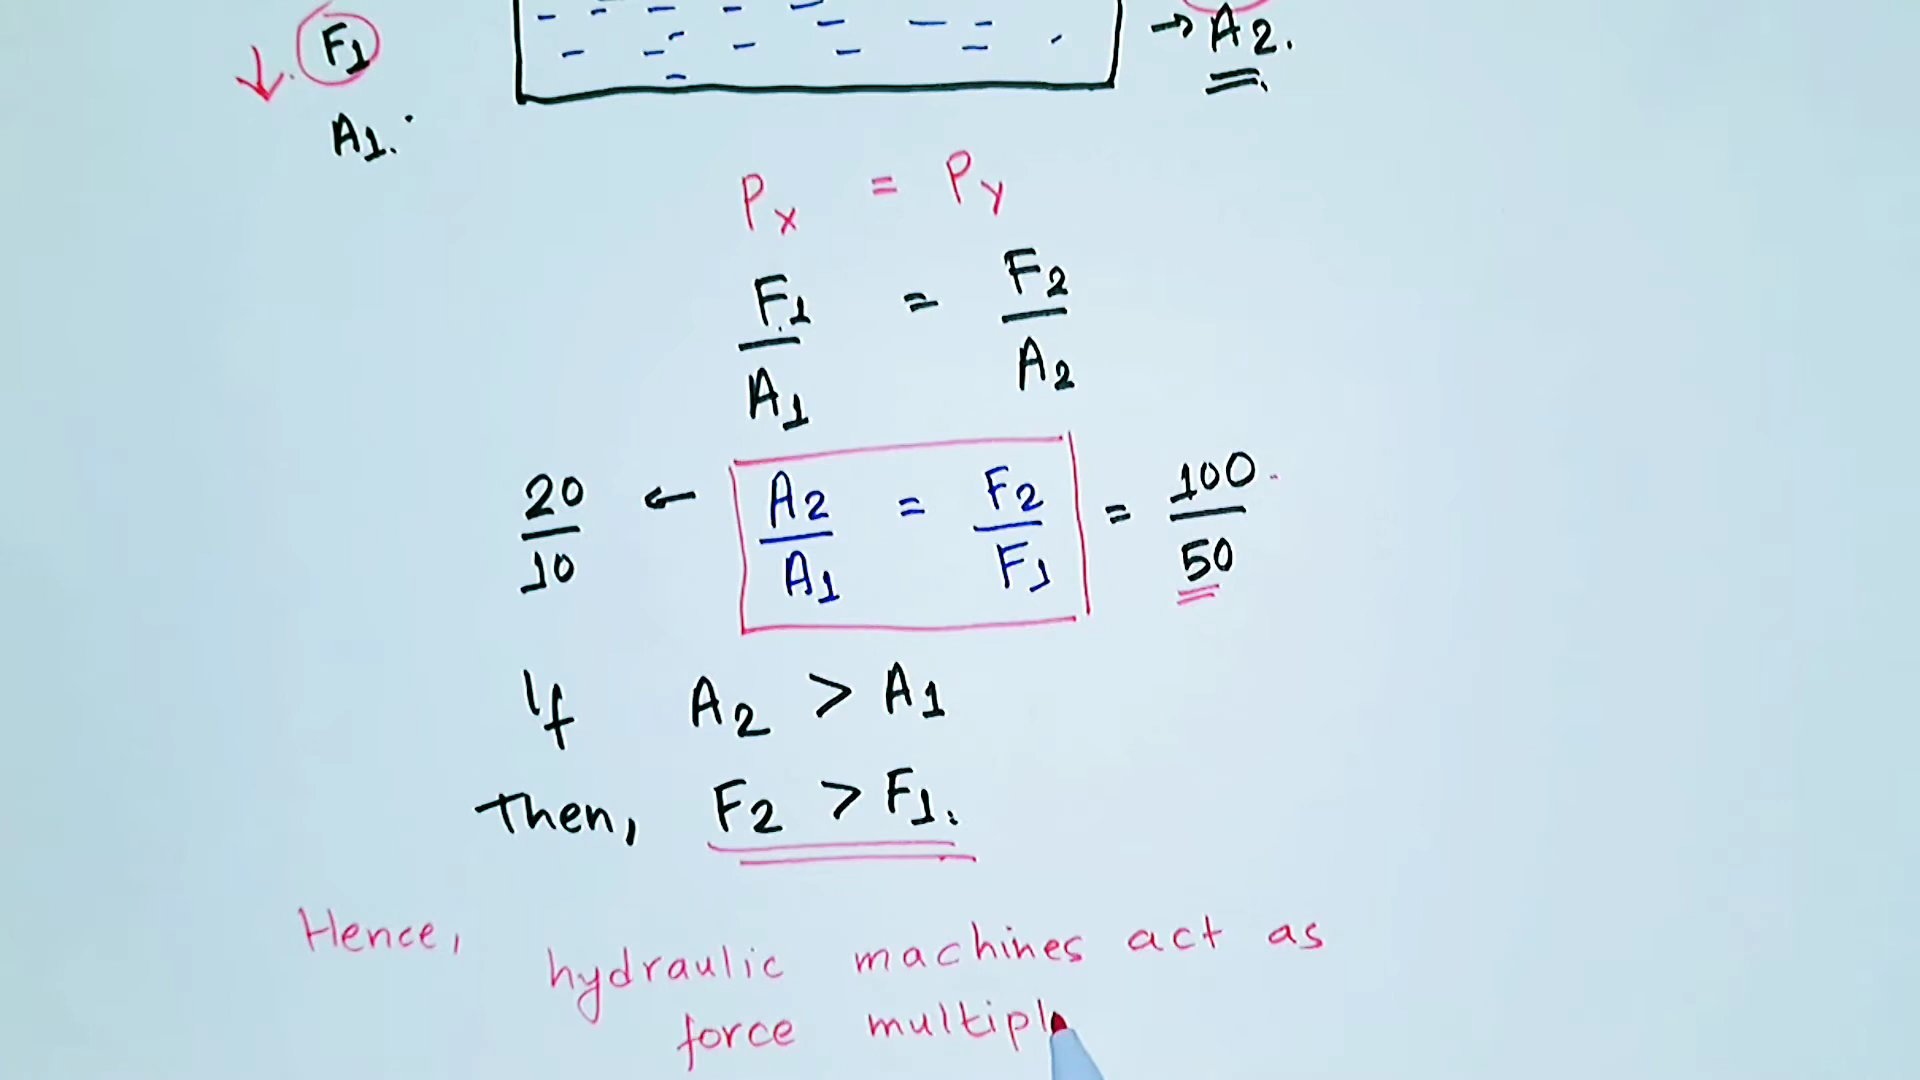 F1
→ A2.
A1.
Px = Py
F1/A1 = F2/A2
20/10 ← A2/A1 = F2/F1 = 100/50
If A2 > A1
Then, F2 > F1.
Hence, hydraulic machines act as
force multipl